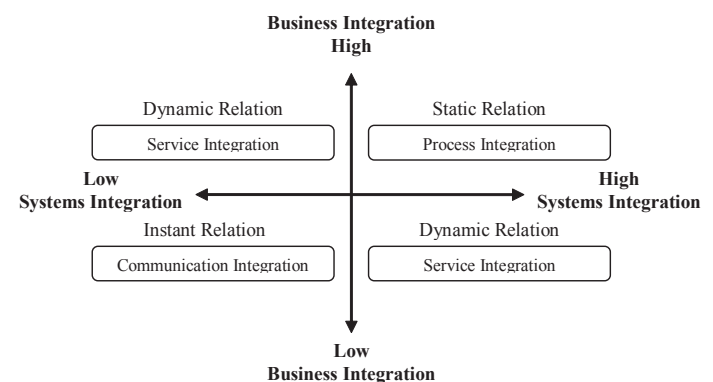 Business Integration
High
Dynamic Relation
Static Relation
Service Integration
Process Integration
Low
Systems Integration
High
Systems Integration
Instant Relation
Dynamic Relation
Communication Integration
Service Integration
Low
Business Integration